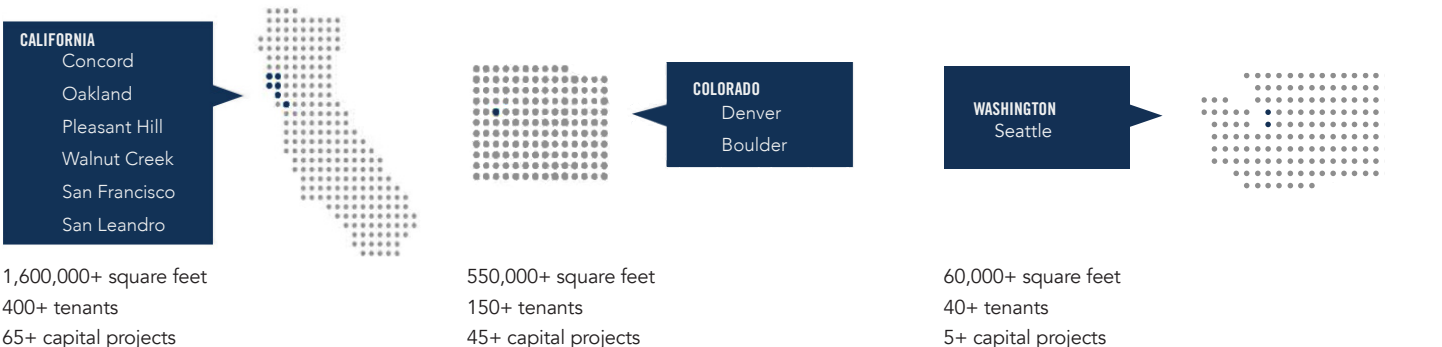 CALIFORNIA
Concord
Oakland
Pleasant Hill
Walnut Creek
San Francisco
San Leandro
1,600,000+ square feet
400+ tenants
65+ capital projects
COLORADO
Denver
Boulder
550,000+ square feet
150+ tenants
45+ capital projects
WASHINGTON
Seattle
60,000+ square feet
40+ tenants
5+ capital projects